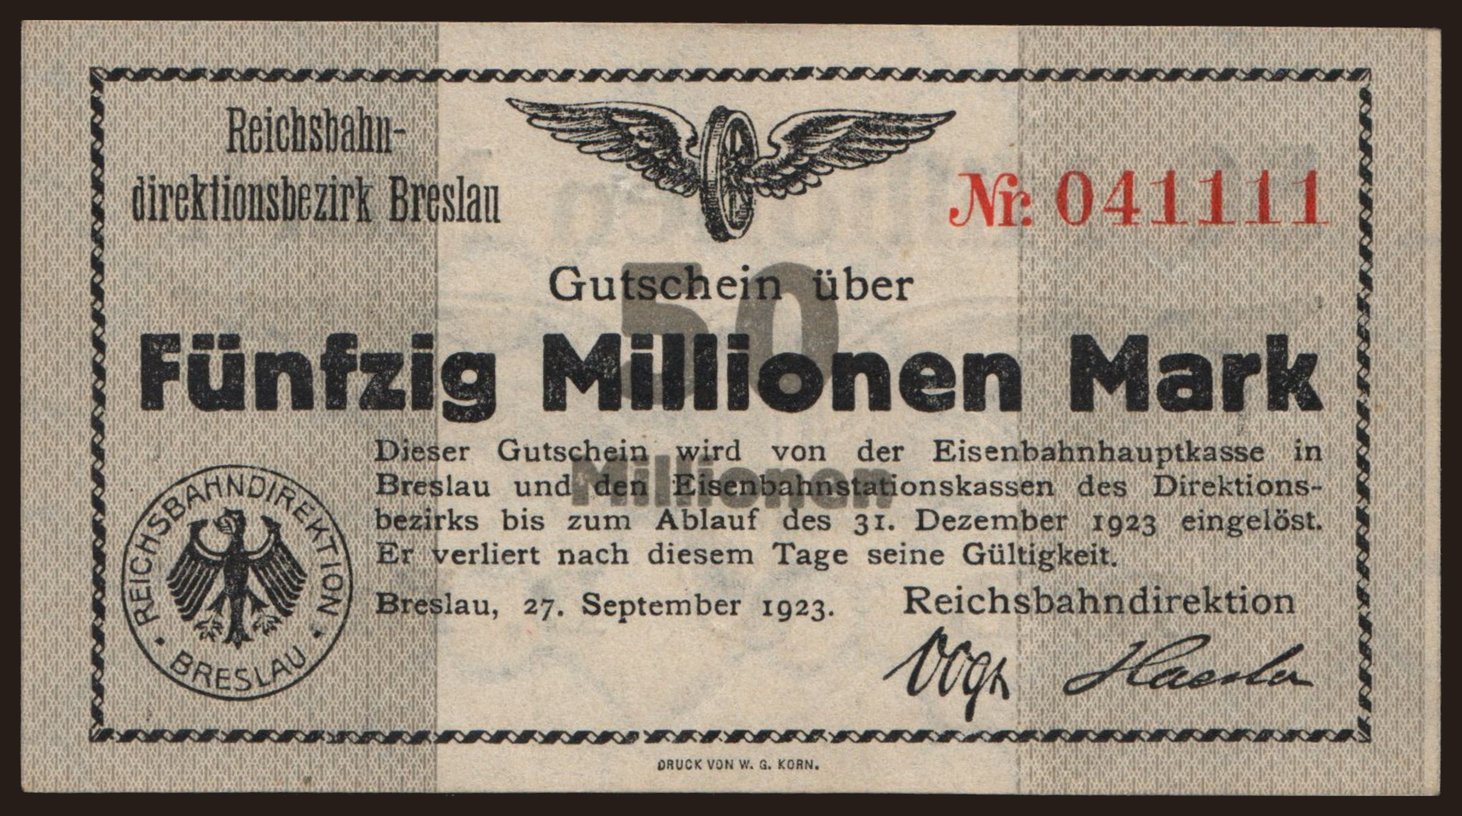 Reichsbahn-
direktionsbezirk Breslau
Nr. 041111
50
Millionen
Gutschein über
Fünfzig Millionen Mark
Dieser Gutschein wird von der Eisenbahnhauptkasse in
Breslau und den Eisenbahnstationskassen des Direktions-
bezirks bis zum Ablauf des 31. Dezember 1923 eingelöst.
Er verliert nach diesem Tage seine Gültigkeit.
Breslau, 27. September 1923.
Reichsbahndirektion
REICHSBAHNDIREKTION
BRESLAU
Vogt
DRUCK VON W. G. KORN.